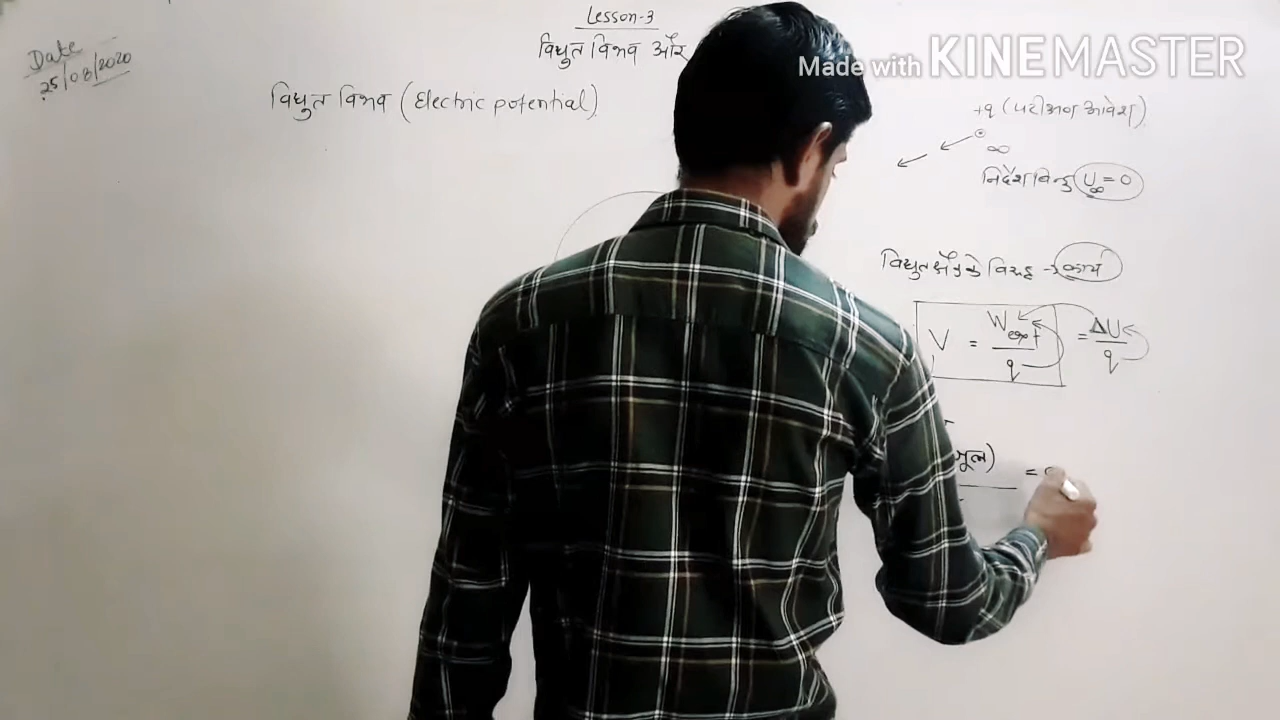 Lesson-3
विद्युत विभव और
Date
25/08/2020
Made with KINEMASTER
विद्युत विभव (Electric potential)
+q (परीक्षण आवेश)
∞
निर्देश बिन्दु U∞ = 0
विद्युत क्षेत्र के विरुद्ध → कार्य
V = Wext / q = ΔU / q
जूल)
=